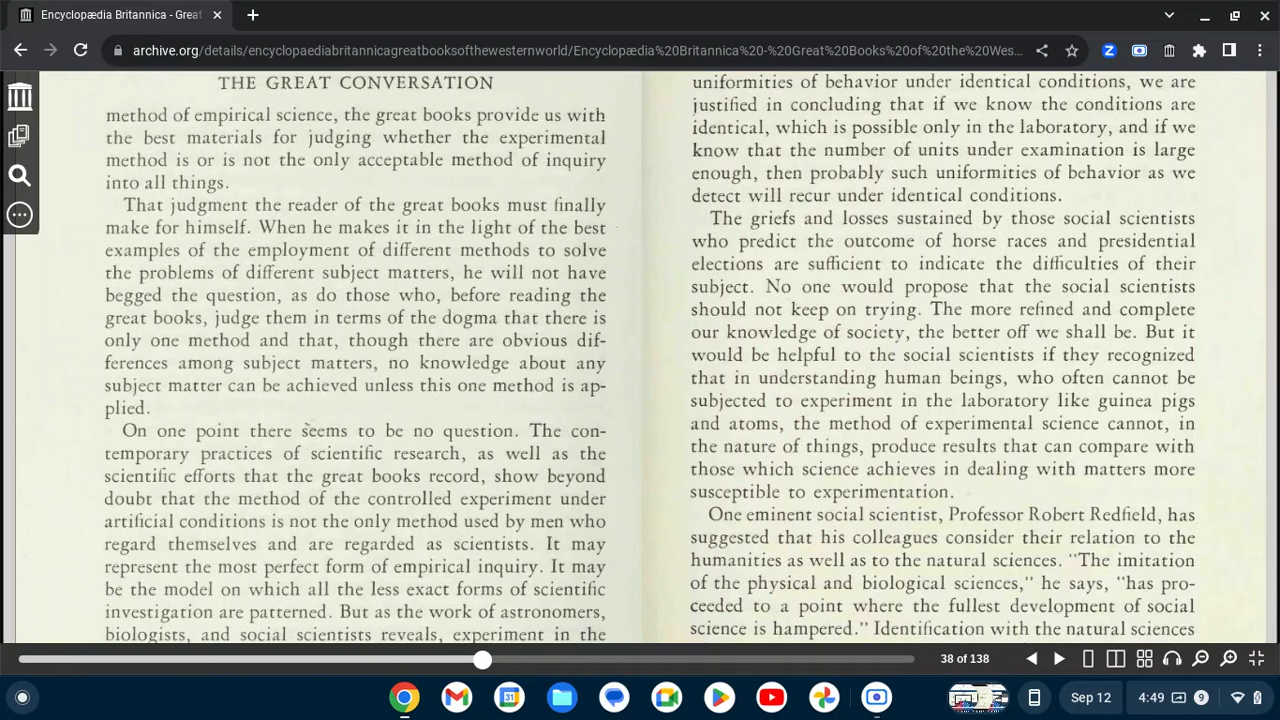 Encyclopædia Britannica - Great
archive.org/details/encyclopaediabritannicagreatbooksofthewesternworld/Encyclopædia%20Britannica%20-%20Great%20Books%20of%20the%20Wes...
THE GREAT CONVERSATION
method of empirical science, the great books provide us with
the best materials for judging whether the experimental
method is or is not the only acceptable method of inquiry
into all things.
That judgment the reader of the great books must finally
make for himself. When he makes it in the light of the best
examples of the employment of different methods to solve
the problems of different subject matters, he will not have
begged the question, as do those who, before reading the
great books, judge them in terms of the dogma that there is
only one method and that, though there are obvious dif-
ferences among subject matters, no knowledge about any
subject matter can be achieved unless this one method is ap-
plied.
On one point there seems to be no question. The con-
temporary practices of scientific research, as well as the
scientific efforts that the great books record, show beyond
doubt that the method of the controlled experiment under
artificial conditions is not the only method used by men who
regard themselves and are regarded as scientists. It may
represent the most perfect form of empirical inquiry. It may
be the model on which all the less exact forms of scientific
investigation are patterned. But as the work of astronomers,
biologists, and social scientists reveals, experiment in the
uniformities of behavior under identical conditions, we are
justified in concluding that if we know the conditions are
identical, which is possible only in the laboratory, and if we
know that the number of units under examination is large
enough, then probably such uniformities of behavior as we
detect will recur under identical conditions.
The griefs and losses sustained by those social scientists
who predict the outcome of horse races and presidential
elections are sufficient to indicate the difficulties of their
subject. No one would propose that the social scientists
should not keep on trying. The more refined and complete
our knowledge of society, the better off we shall be. But it
would be helpful to the social scientists if they recognized
that in understanding human beings, who often cannot be
subjected to experiment in the laboratory like guinea pigs
and atoms, the method of experimental science cannot, in
the nature of things, produce results that can compare with
those which science achieves in dealing with matters more
susceptible to experimentation.
One eminent social scientist, Professor Robert Redfield, has
suggested that his colleagues consider their relation to the
humanities as well as to the natural sciences. "The imitation
of the physical and biological sciences," he says, "has pro-
ceeded to a point where the fullest development of social
science is hampered." Identification with the natural sciences
38 of 138
Sep 12
4:49
9
31
Z